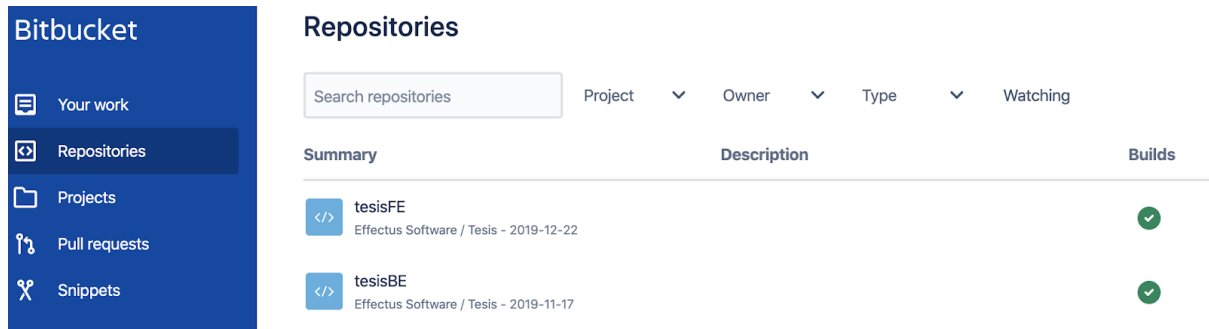 Bitbucket
Your work
Repositories
Projects
Pull requests
Snippets
Repositories
Search repositories Project Owner Type Watching
Summary Description Builds
tesisFE
Effectus Software / Tesis - 2019-12-22
tesisBE
Effectus Software / Tesis - 2019-11-17